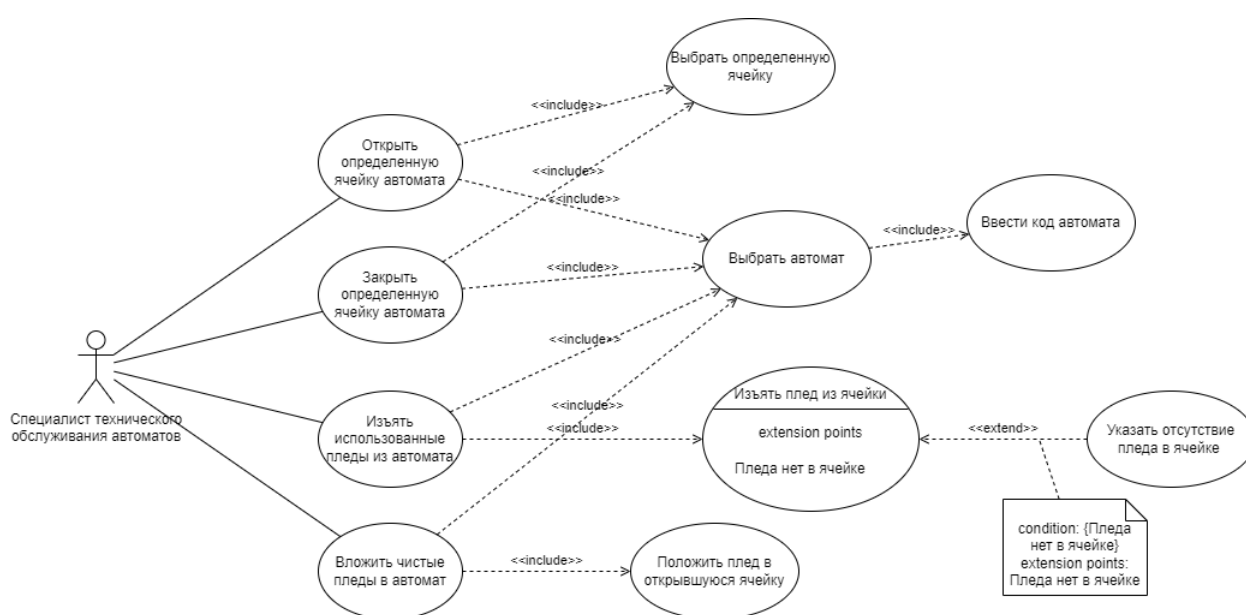 Выбрать определенную
ячейку
<<include>>
Открыть
определенную
ячейку автомата
<<include>>
<<include>>
Ввести код автомата
<<include>>
Выбрать автомат
Закрыть
определенную
ячейку автомата
<<include>>
<<include>>
Специалист технического
обслуживания автоматов
Изъять
использованные
пледы из автомата
<<include>>
<<include>>
Изъять плед из ячейки
extension points
Пледа нет в ячейке
<<extend>>
Указать отсутствие
пледа в ячейке
condition: {Пледа
нет в ячейке}
extension points:
Пледа нет в ячейке
Вложить чистые
пледы в автомат
<<include>>
Положить плед в
открывшуюся ячейку